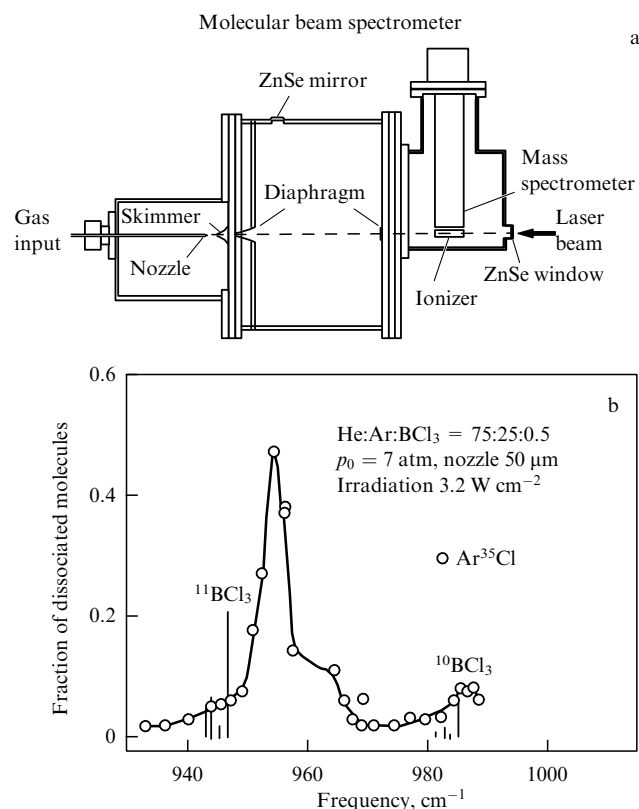 Molecular beam spectrometer
a
ZnSe mirror
Mass
spectrometer
Diaphragm
Skimmer
Gas
input
Laser
beam
Nozzle
ZnSe window
Ionizer
b
0.6
He:Ar:BCl₃ = 75:25:0.5
p₀ = 7 atm, nozzle 50 μm
Irradiation 3.2 W cm⁻²
Ar³⁵Cl
0.4
¹¹BCl₃
0.2
¹⁰BCl₃
0
Fraction of dissociated molecules
940 960 980 1000
Frequency, cm⁻¹